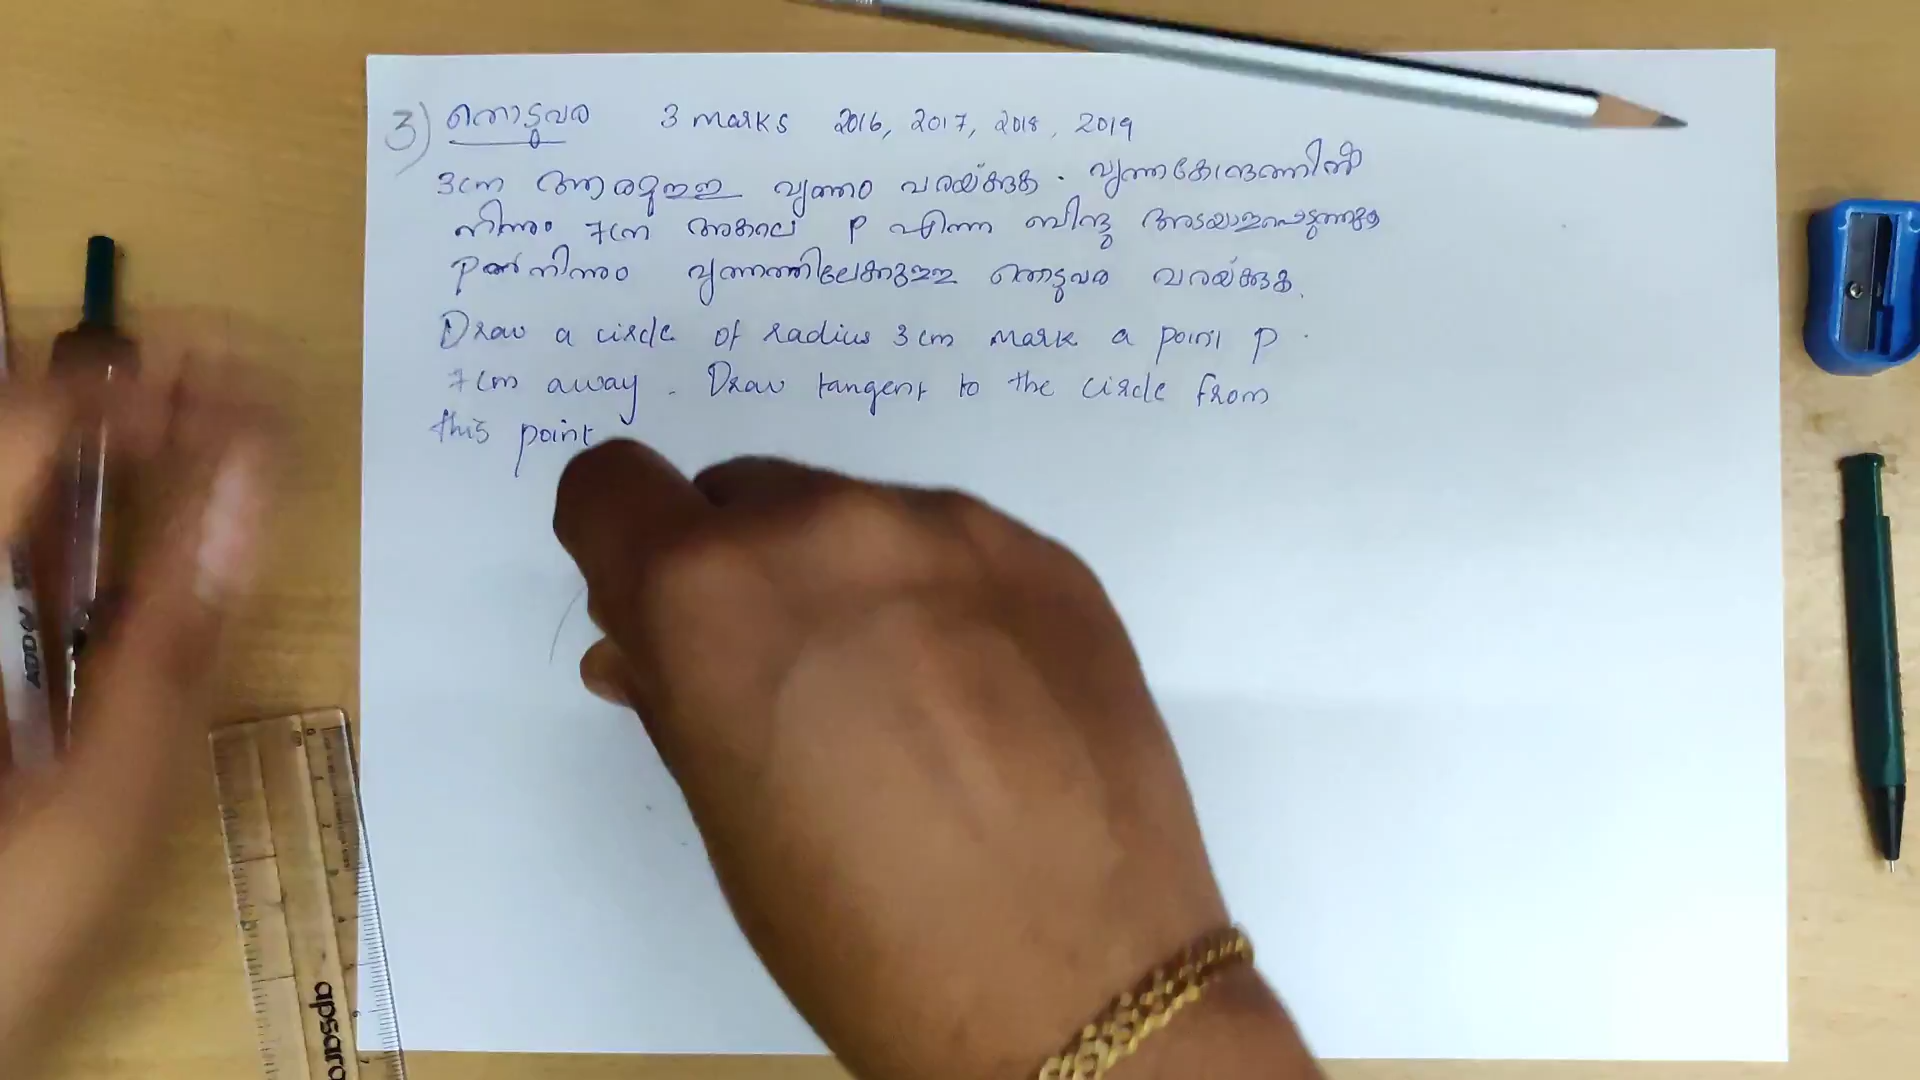 3) തൊടുവര 3 marks 2016, 2017, 2018, 2019
3cm ആരമുള്ള വൃത്തം വരയ്ക്കുക. വൃത്തകേന്ദ്രത്തിൽ
നിന്നും 7cm അകലെ P എന്ന ബിന്ദു അടയാളപ്പെടുത്തുക
P ൽ നിന്നും വൃത്തത്തിലേക്കുള്ള തൊടുവര വരയ്ക്കുക.
Draw a circle of radius 3cm mark a point p.
7cm away. Draw tangent to the circle from
this point
apsara